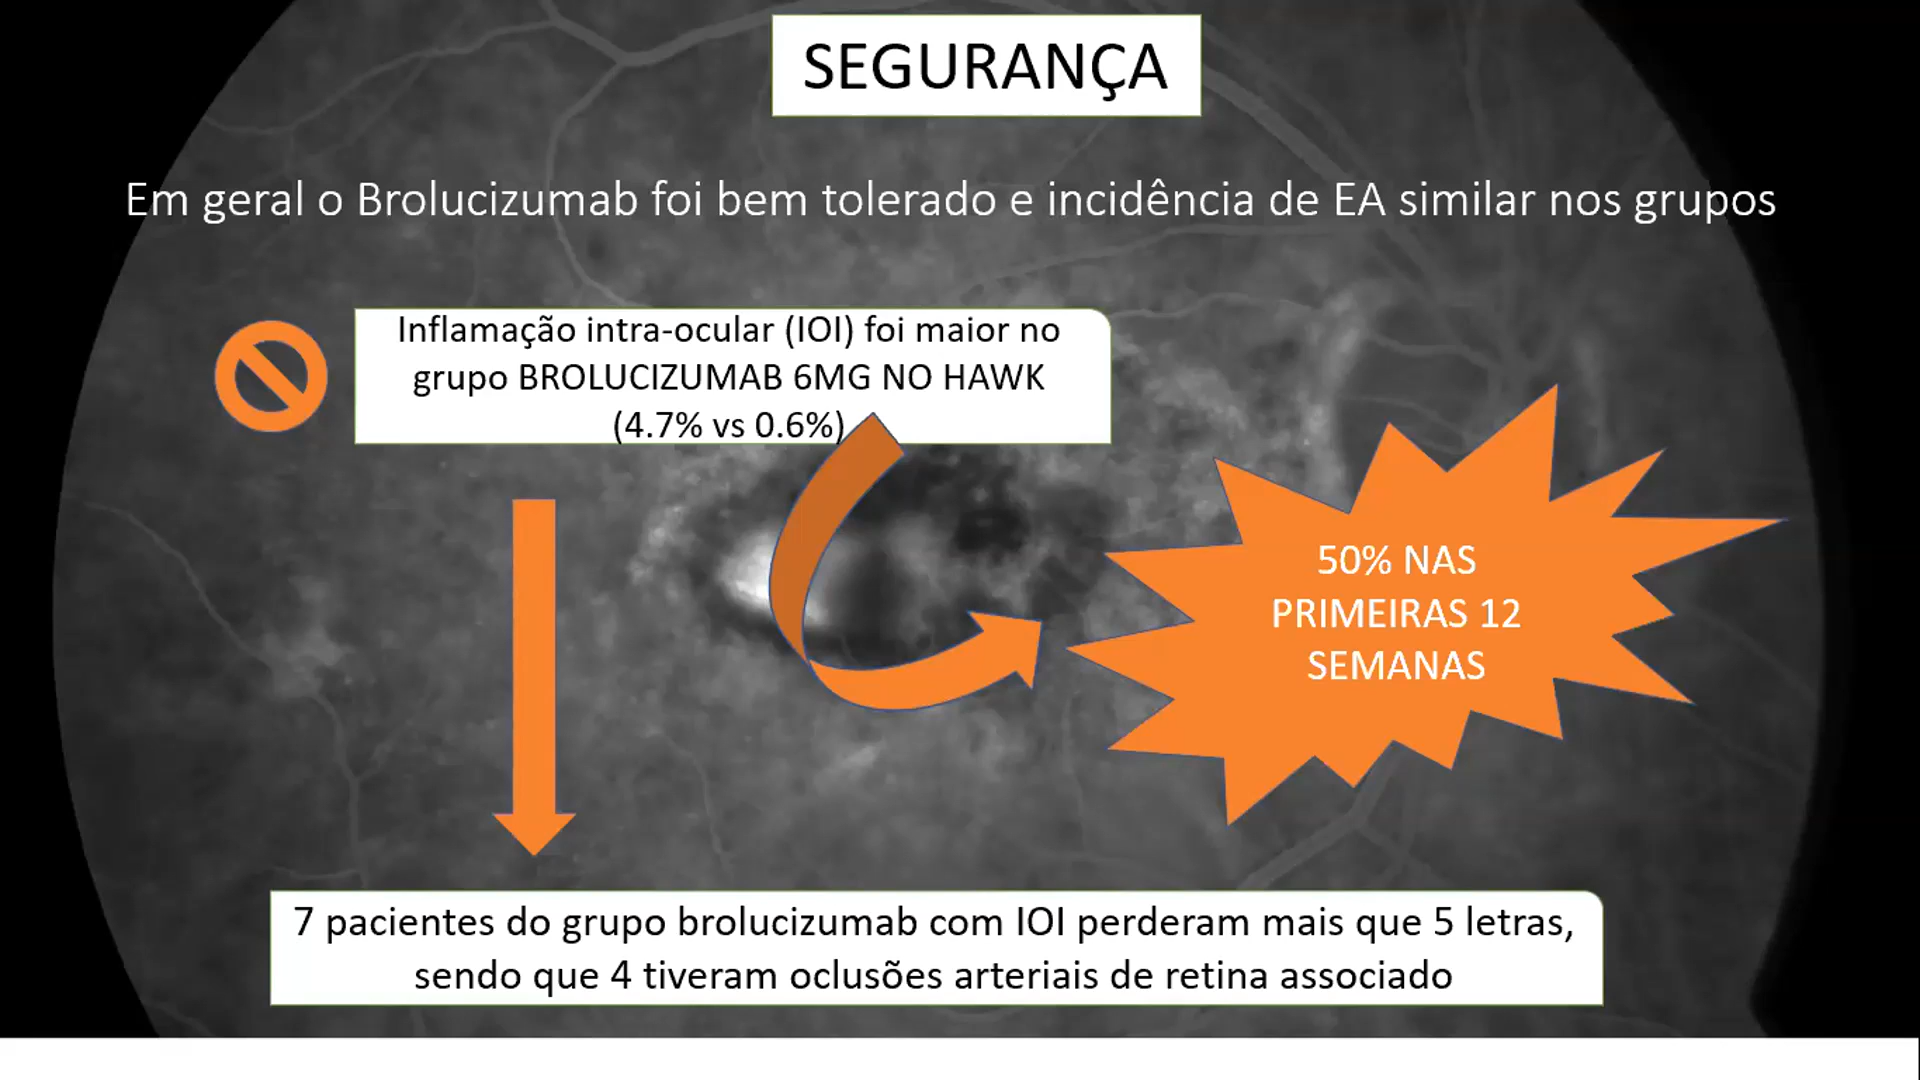 SEGURANÇA
Em geral o Brolucizumab foi bem tolerado e incidência de EA similar nos grupos
Inflamação intra-ocular (IOI) foi maior no
grupo BROLUCIZUMAB 6MG NO HAWK
(4.7% vs 0.6%)
50% NAS
PRIMEIRAS 12
SEMANAS
7 pacientes do grupo brolucizumab com IOI perderam mais que 5 letras,
sendo que 4 tiveram oclusões arteriais de retina associado